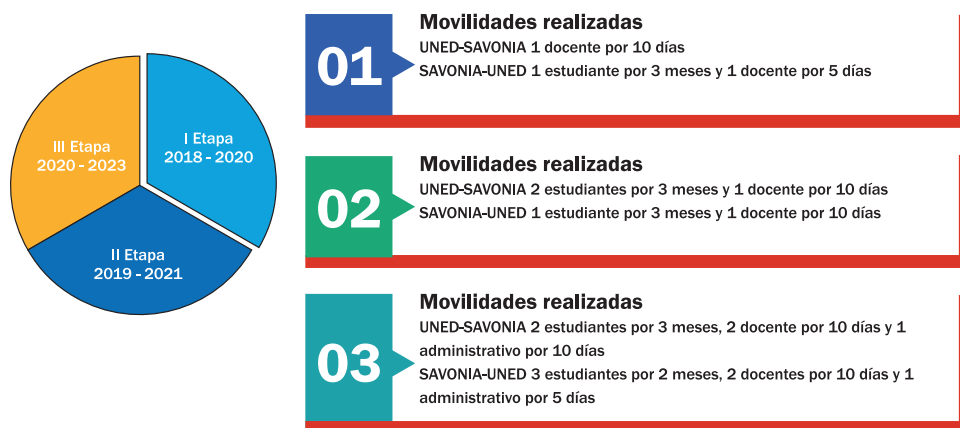 III Etapa
2020 - 2023
I Etapa
2018 - 2020
II Etapa
2019 - 2021
01
Movilidades realizadas
UNED-SAVONIA 1 docente por 10 días
SAVONIA-UNED 1 estudiante por 3 meses y 1 docente por 5 días
02
Movilidades realizadas
UNED-SAVONIA 2 estudiantes por 3 meses y 1 docente por 10 días
SAVONIA-UNED 1 estudiante por 3 meses y 1 docente por 10 días
03
Movilidades realizadas
UNED-SAVONIA 2 estudiantes por 3 meses, 2 docente por 10 días y 1
administrativo por 10 días
SAVONIA-UNED 3 estudiantes por 2 meses, 2 docentes por 10 días y 1
administrativo por 5 días